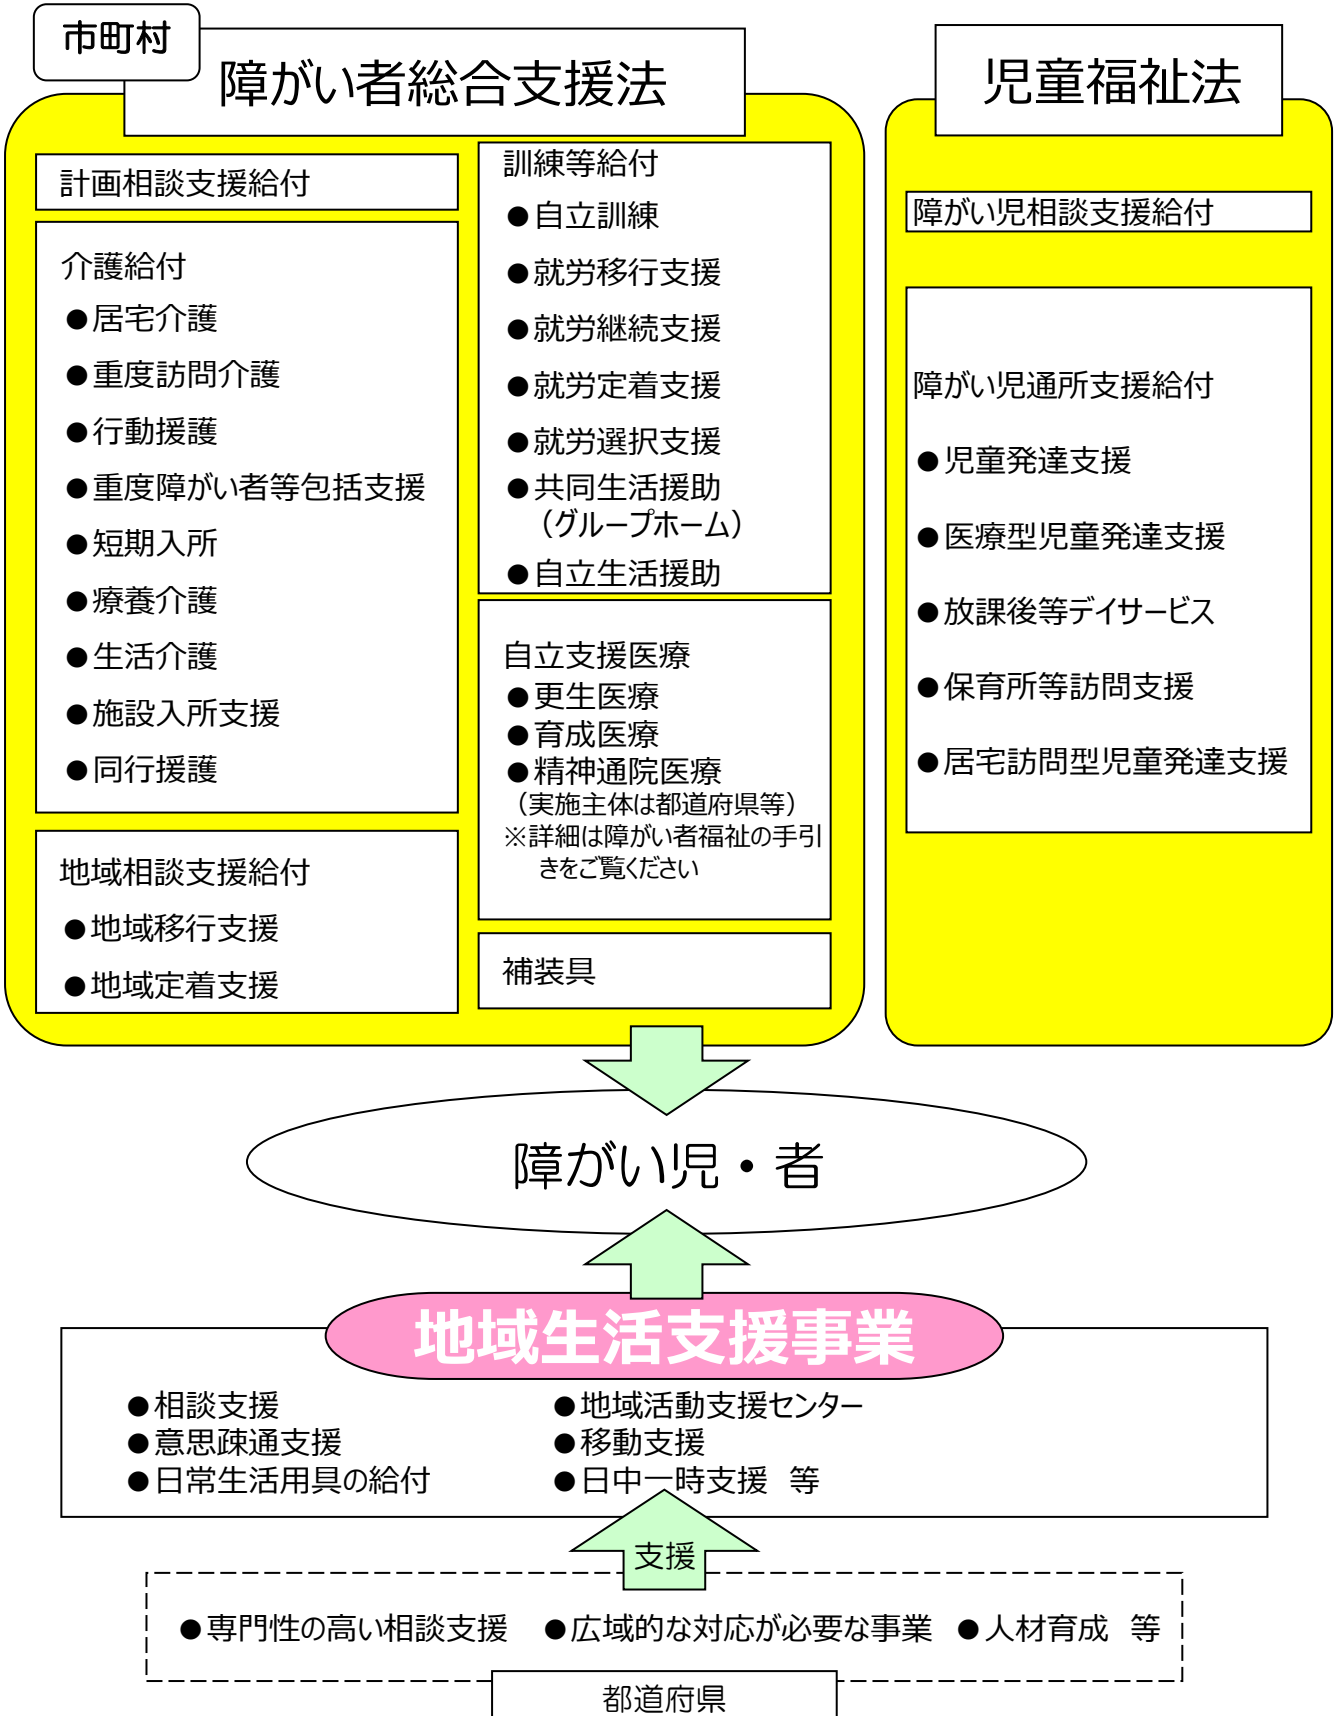 市町村
障がい者総合支援法
計画相談支援給付
介護給付
●居宅介護
●重度訪問介護
●行動援護
●重度障がい者等包括支援
●短期入所
●療養介護
●生活介護
●施設入所支援
●同行援護
地域相談支援給付
●地域移行支援
●地域定着支援
訓練等給付
●自立訓練
●就労移行支援
●就労継続支援
●就労定着支援
●就労選択支援
●共同生活援助
（グループホーム）
●自立生活援助
自立支援医療
●更生医療
●育成医療
●精神通院医療
（実施主体は都道府県等）
※詳細は障がい者福祉の手引
きをご覧ください
補装具
児童福祉法
障がい児相談支援給付
障がい児通所支援給付
●児童発達支援
●医療型児童発達支援
●放課後等デイサービス
●保育所等訪問支援
●居宅訪問型児童発達支援
障がい児・者
地域生活支援事業
●相談支援
●意思疎通支援
●日常生活用具の給付
●地域活動支援センター
●移動支援
●日中一時支援　等
支援
●専門性の高い相談支援　●広域的な対応が必要な事業　●人材育成　等
都道府県